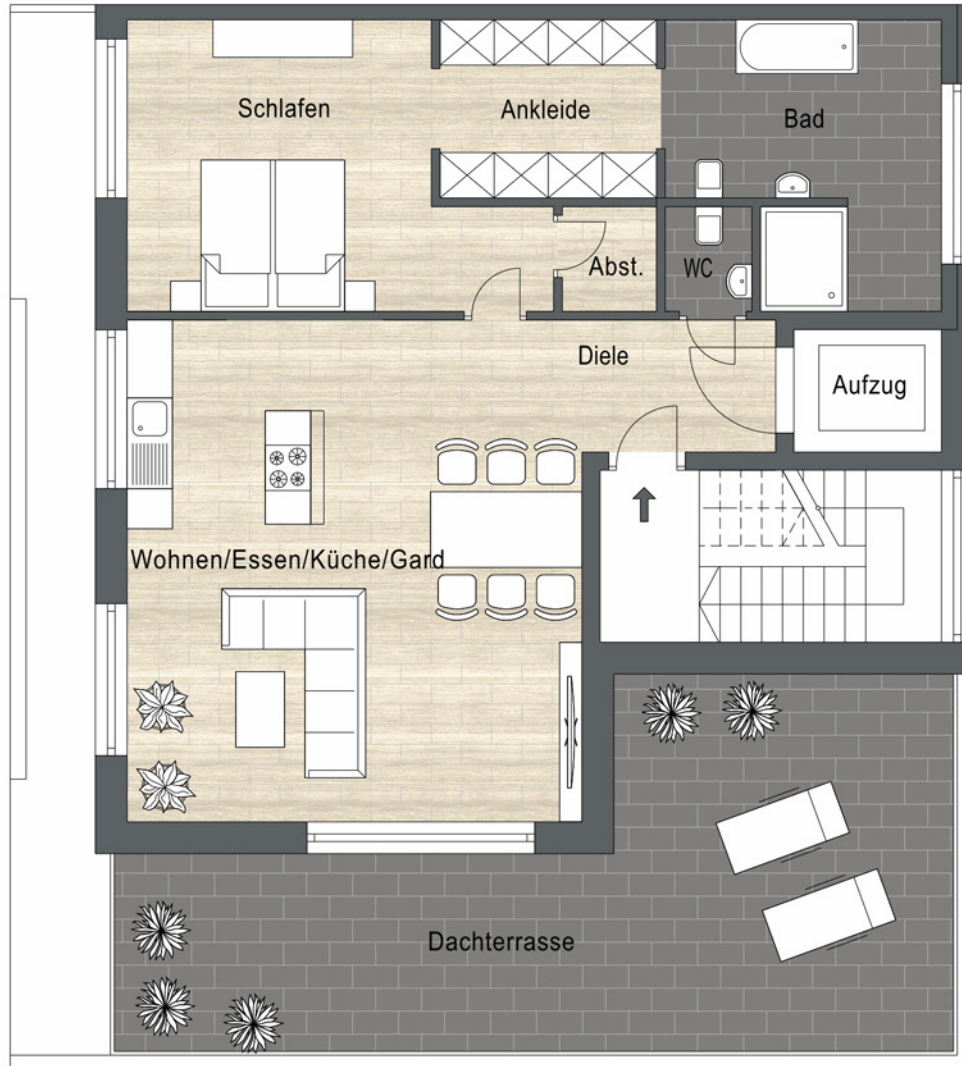 Schlafen
Ankleide
Bad
Abst.
WC
Diele
Aufzug
Wohnen/Essen/Küche/Gard
Dachterrasse